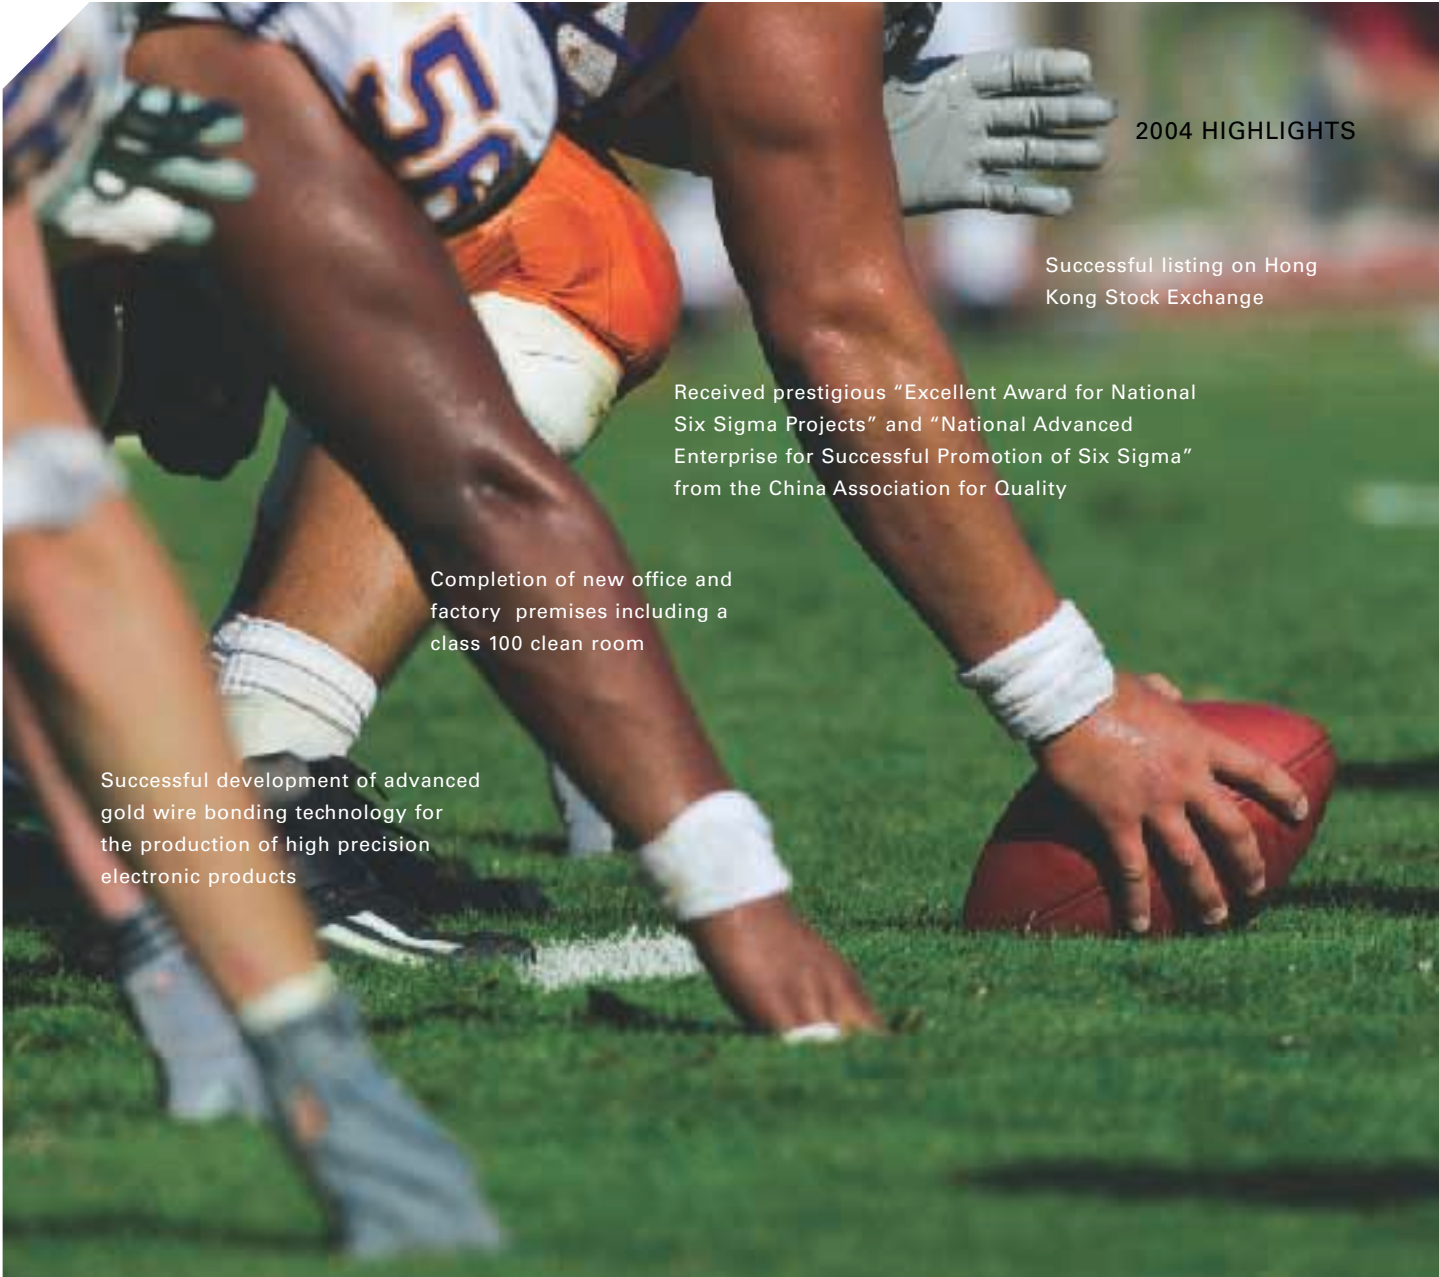 56
2004 HIGHLIGHTS
Successful listing on Hong
Kong Stock Exchange
Received prestigious “Excellent Award for National
Six Sigma Projects” and “National Advanced
Enterprise for Successful Promotion of Six Sigma”
from the China Association for Quality
Completion of new office and
factory premises including a
class 100 clean room
Successful development of advanced
gold wire bonding technology for
the production of high precision
electronic products